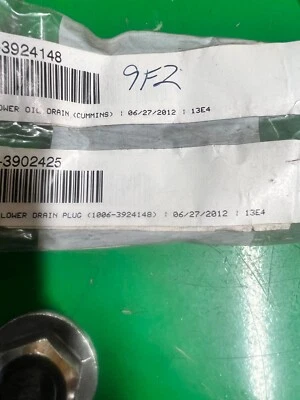 -3924148
9F2
OWER OIL DRAIN (CUMMINS) | 06/27/2012 | 13E4
-3902425
LOWER DRAIN PLUG (1006-3924148) | 06/27/2012 | 13E4